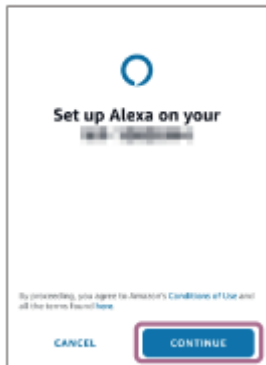 Set up Alexa on your
By proceeding, you agree to Amazon's Conditions of Use and
all the terms found here.
CANCEL
CONTINUE